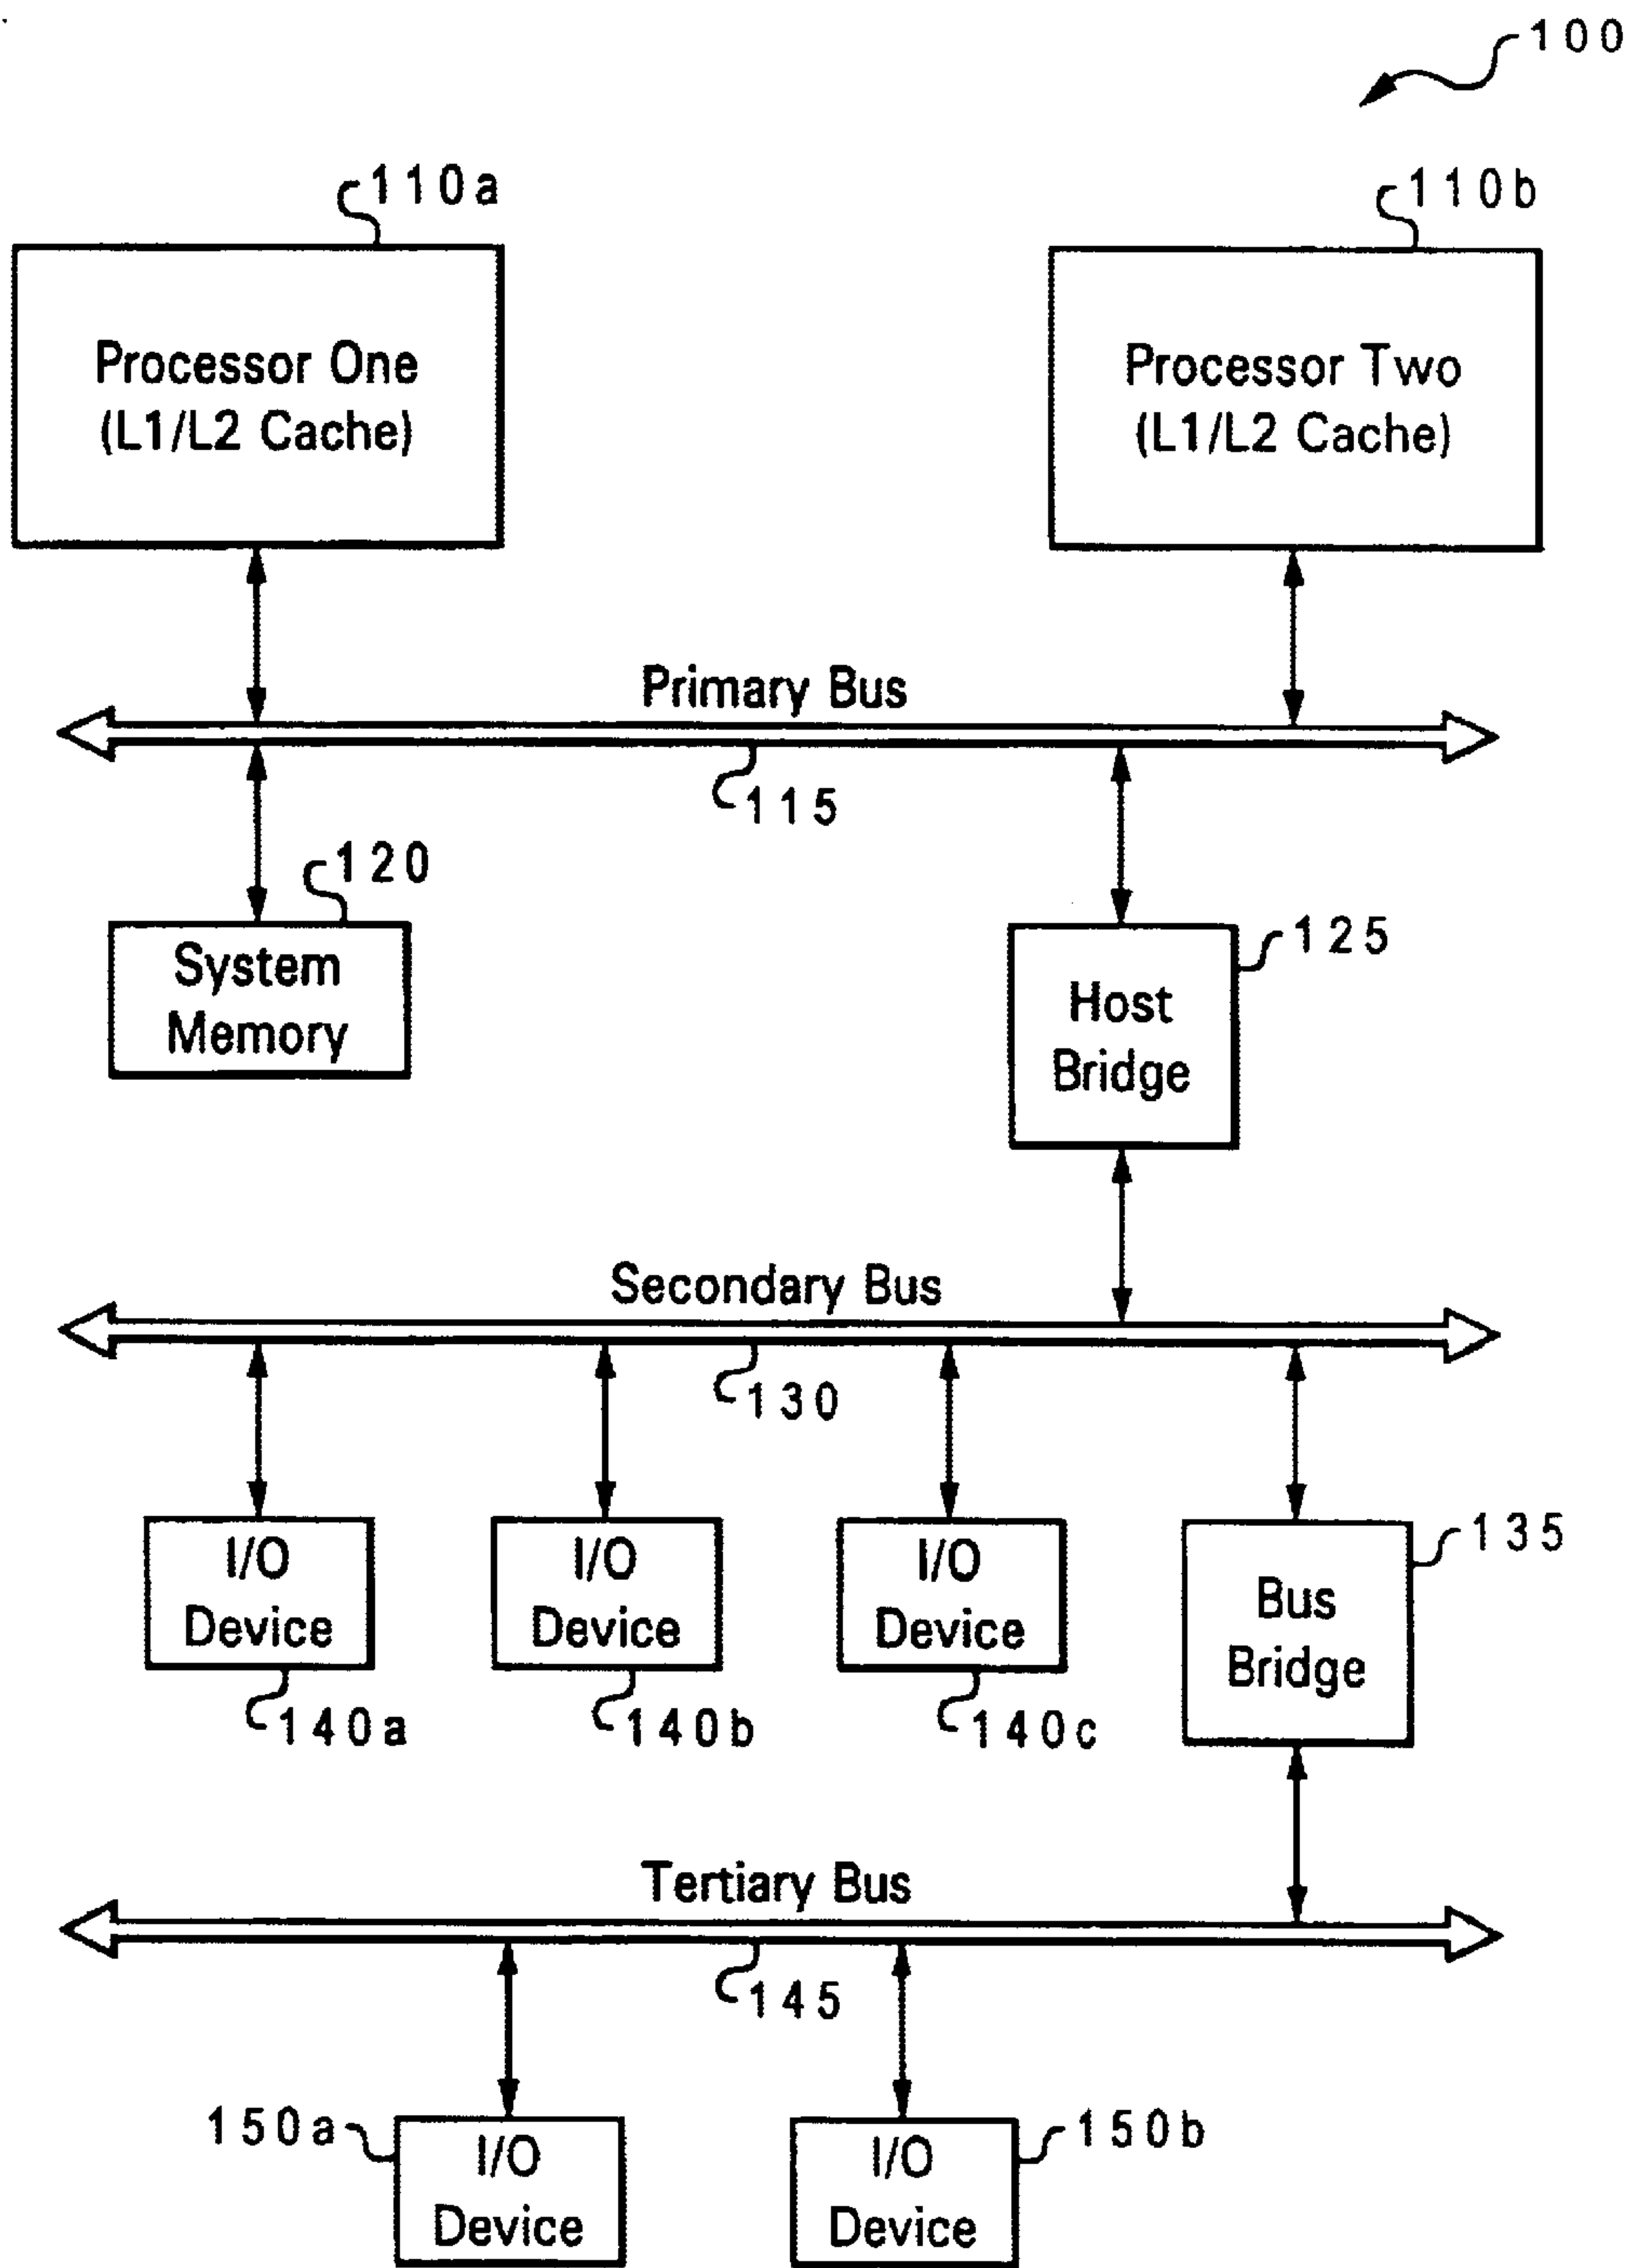 100
110a
110b
Processor One
(L1/L2 Cache)
Processor Two
(L1/L2 Cache)
Primary Bus
115
120
System
Memory
125
Host
Bridge
Secondary Bus
130
I/O
Device
140a
I/O
Device
140b
I/O
Device
140c
135
Bus
Bridge
Tertiary Bus
145
150a
I/O
Device
150b
I/O
Device